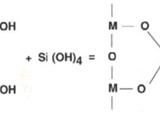 OH M — O
+ Si (OH)4 = O
OH M — O